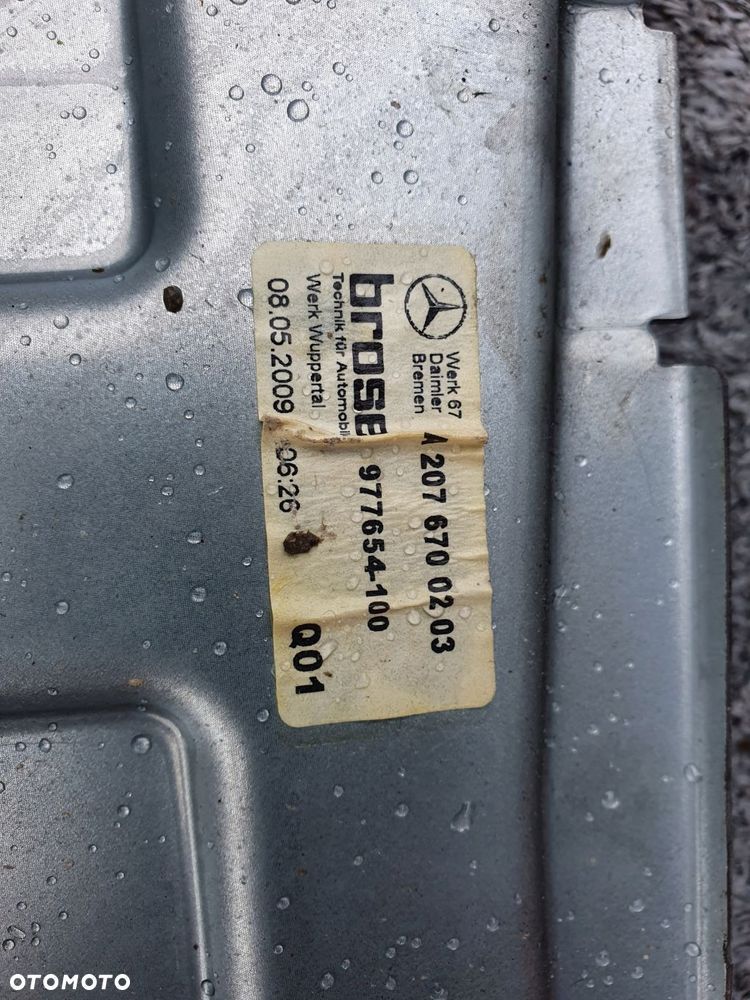 Werk 67
Daimler
Bremen
A 207 670 02 03
brose
977654-100
Technik für Automobil
Werk Wuppertal
08.05.2009 06:26
Q01
OTOMOTO